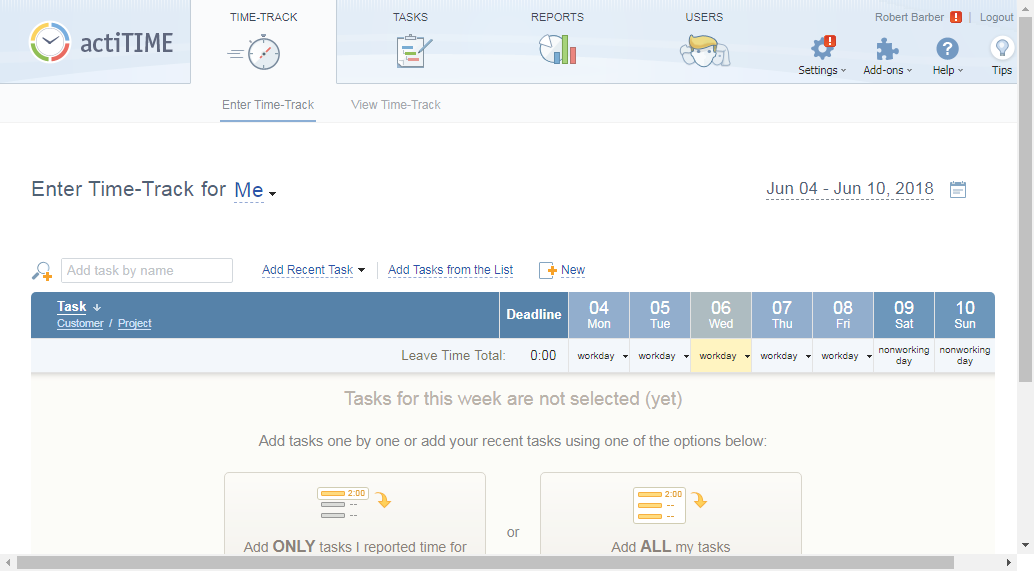 actiTIME
TIME-TRACK
TASKS
REPORTS
USERS
Robert Barber ! | Logout
Settings
Add-ons
Help
Tips
Enter Time-Track
View Time-Track
Enter Time-Track for Me
Jun 04 - Jun 10, 2018
Add task by name
Add Recent Task
Add Tasks from the List
New
Task ↓
Customer / Project
Deadline
04 Mon
05 Tue
06 Wed
07 Thu
08 Fri
09 Sat
10 Sun
Leave Time Total: 0:00
workday
workday
workday
workday
workday
nonworking day
nonworking day
Tasks for this week are not selected (yet)
Add tasks one by one or add your recent tasks using one of the options below:
2:00
--
--
Add ONLY tasks I reported time for
or
2:00
--
--
Add ALL my tasks